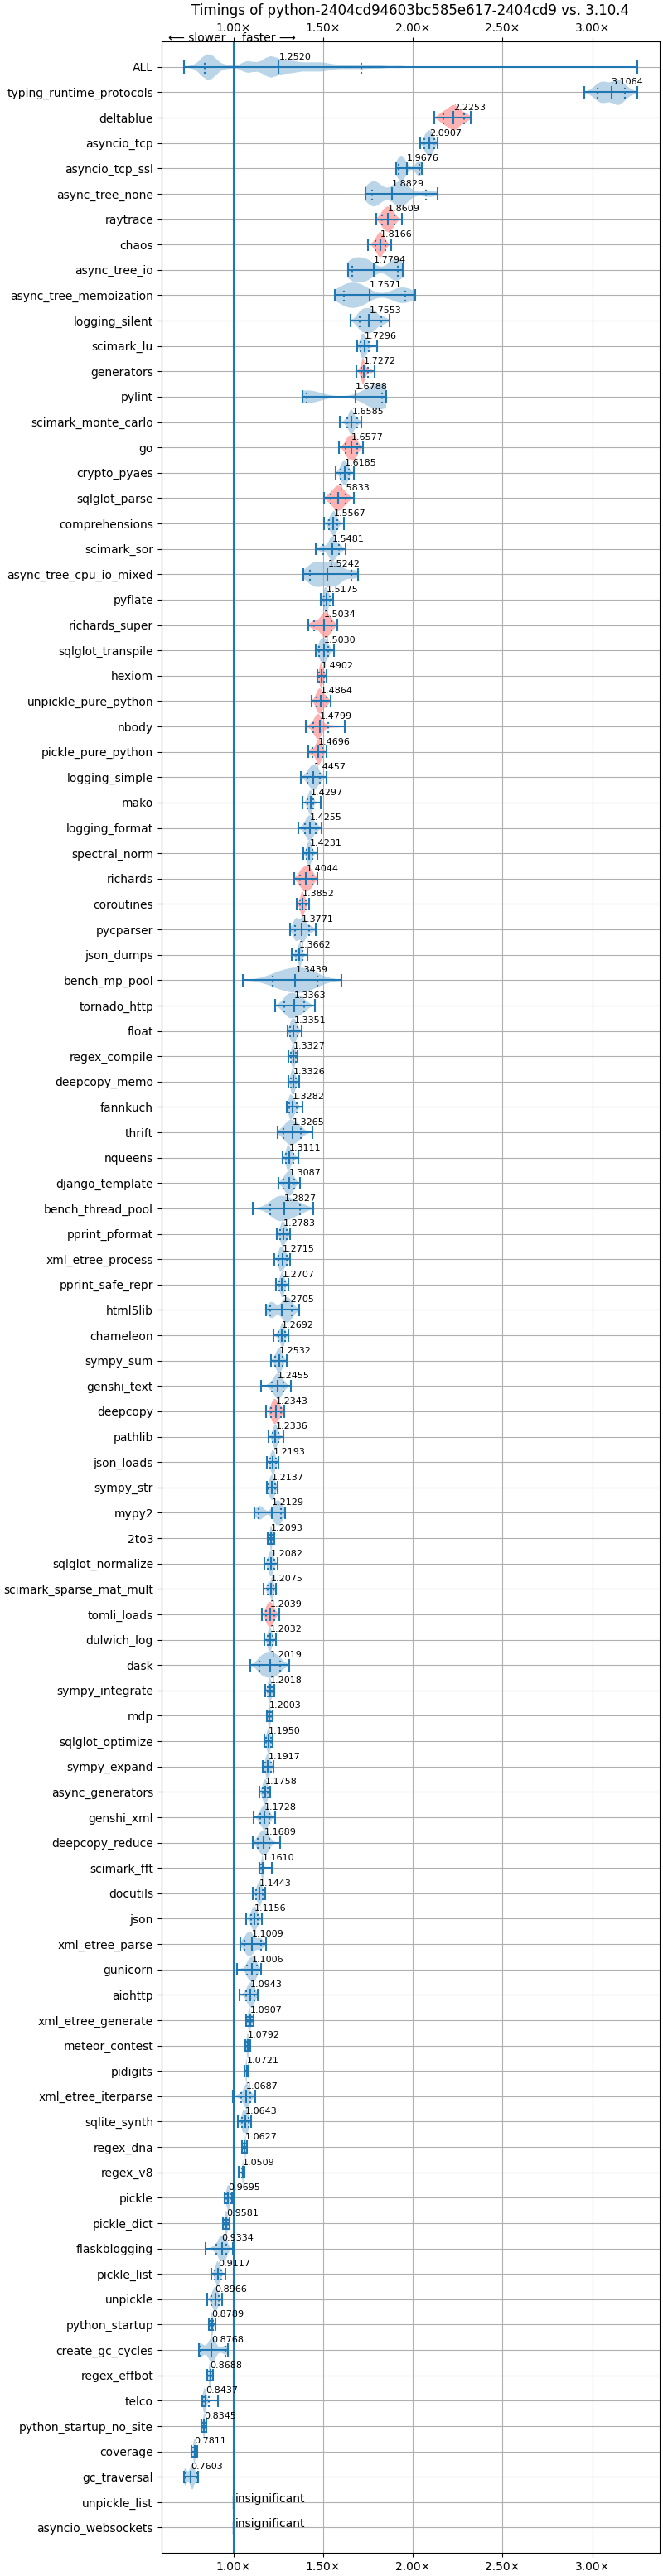 Timings of python-2404cd94603bc585e617-2404cd9 vs. 3.10.4
1.00× 1.50× 2.00× 2.50× 3.00×
⟵ slower faster ⟶
ALL 1.2520
typing_runtime_protocols 3.1064
deltablue 2.2253
asyncio_tcp 2.0907
asyncio_tcp_ssl 1.9676
async_tree_none 1.8829
raytrace 1.8609
chaos 1.8166
async_tree_io 1.7794
async_tree_memoization 1.7571
logging_silent 1.7553
scimark_lu 1.7296
generators 1.7272
pylint 1.6788
scimark_monte_carlo 1.6585
go 1.6577
crypto_pyaes 1.6185
sqlglot_parse 1.5833
comprehensions 1.5567
scimark_sor 1.5481
async_tree_cpu_io_mixed 1.5242
pyflate 1.5175
richards_super 1.5034
sqlglot_transpile 1.5030
hexiom 1.4902
unpickle_pure_python 1.4864
nbody 1.4799
pickle_pure_python 1.4696
logging_simple 1.4457
mako 1.4297
logging_format 1.4255
spectral_norm 1.4231
richards 1.4044
coroutines 1.3852
pycparser 1.3771
json_dumps 1.3662
bench_mp_pool 1.3439
tornado_http 1.3363
float 1.3351
regex_compile 1.3327
deepcopy_memo 1.3326
fannkuch 1.3282
thrift 1.3265
nqueens 1.3111
django_template 1.3087
bench_thread_pool 1.2827
pprint_pformat 1.2783
xml_etree_process 1.2715
pprint_safe_repr 1.2707
html5lib 1.2705
chameleon 1.2692
sympy_sum 1.2532
genshi_text 1.2455
deepcopy 1.2343
pathlib 1.2336
json_loads 1.2193
sympy_str 1.2137
mypy2 1.2129
2to3 1.2093
sqlglot_normalize 1.2082
scimark_sparse_mat_mult 1.2075
tomli_loads 1.2039
dulwich_log 1.2032
dask 1.2019
sympy_integrate 1.2018
mdp 1.2003
sqlglot_optimize 1.1950
sympy_expand 1.1917
async_generators 1.1758
genshi_xml 1.1728
deepcopy_reduce 1.1689
scimark_fft 1.1610
docutils 1.1443
json 1.1156
xml_etree_parse 1.1009
gunicorn 1.1006
aiohttp 1.0943
xml_etree_generate 1.0907
meteor_contest 1.0792
pidigits 1.0721
xml_etree_iterparse 1.0687
sqlite_synth 1.0643
regex_dna 1.0627
regex_v8 1.0509
pickle 0.9695
pickle_dict 0.9581
flaskblogging 0.9334
pickle_list 0.9117
unpickle 0.8966
python_startup 0.8789
create_gc_cycles 0.8768
regex_effbot 0.8688
telco 0.8437
python_startup_no_site 0.8345
coverage 0.7811
gc_traversal 0.7603
unpickle_list insignificant
asyncio_websockets insignificant
1.00× 1.50× 2.00× 2.50× 3.00×